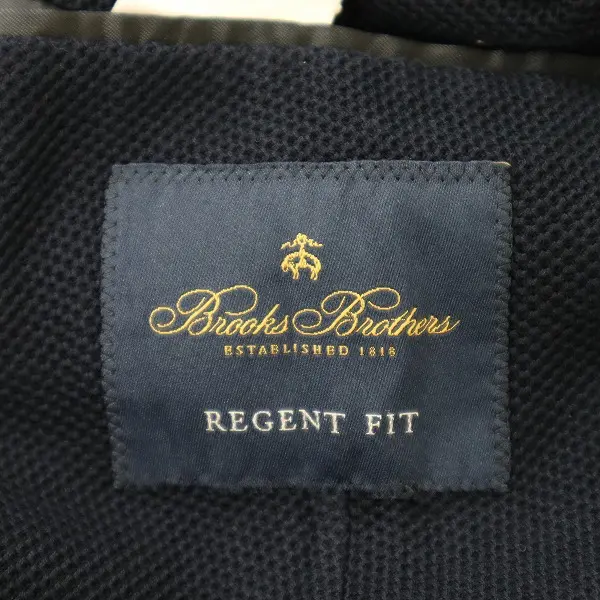 Brooks Brothers
ESTABLISHED 1818
REGENT FIT